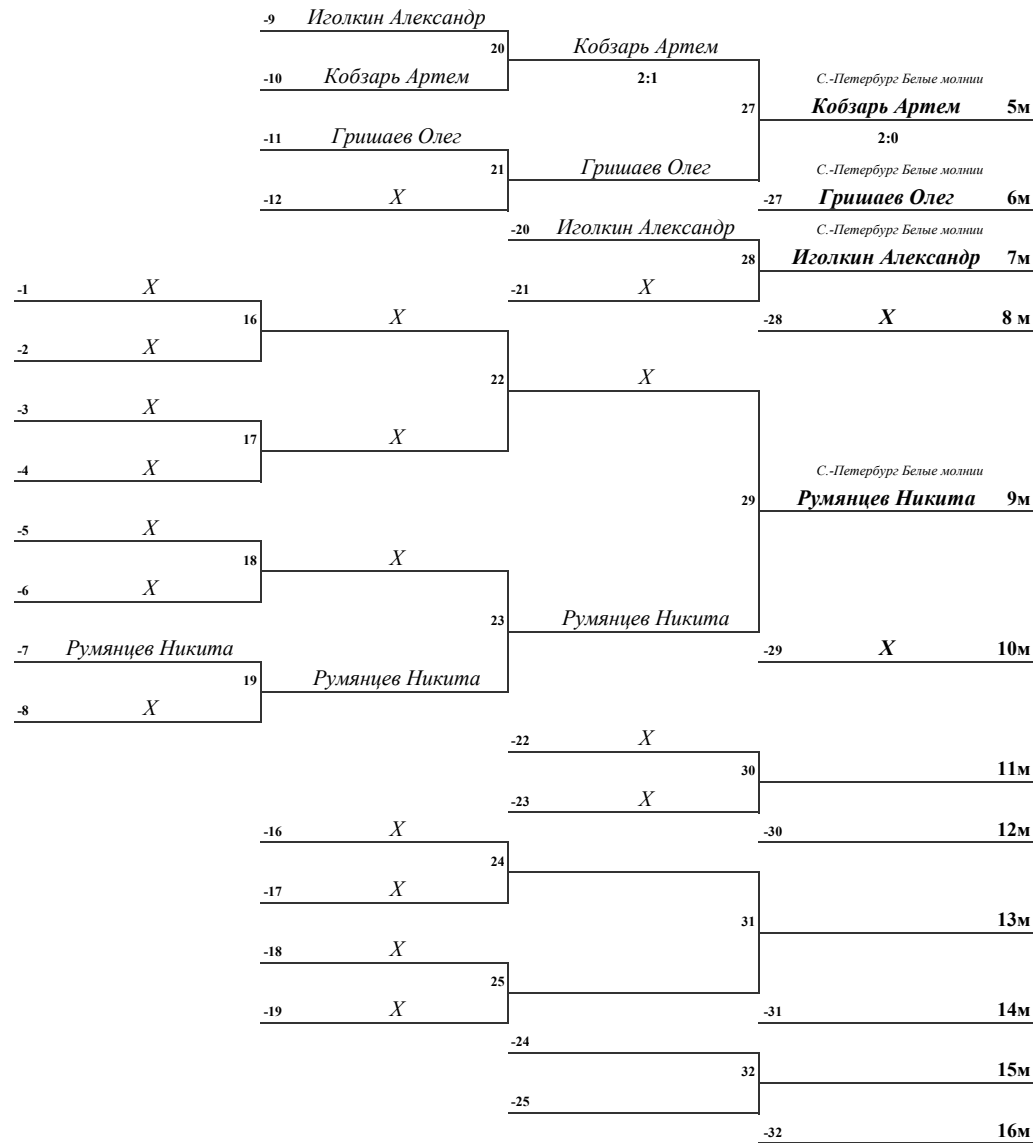 -9 Иголкин Александр
20 Кобзарь Артем
-10 Кобзарь Артем 2:1 С.-Петербург Белые молнии
27 Кобзарь Артем 5м
-11 Гришаев Олег 2:0
21 Гришаев Олег С.-Петербург Белые молнии
-12 X -27 Гришаев Олег 6м
-20 Иголкин Александр С.-Петербург Белые молнии
28 Иголкин Александр 7м
-1 X -21 X
16 X -28 X 8 м
-2 X
22 X
-3 X
17 X
-4 X С.-Петербург Белые молнии
29 Румянцев Никита 9м
-5 X
18 X
-6 X
23 Румянцев Никита
-7 Румянцев Никита -29 X 10м
19 Румянцев Никита
-8 X
-22 X
30 11м
-23 X
-16 X -30 12м
24
-17 X
31 13м
-18 X
25
-19 X -31 14м
-24
32 15м
-25
-32 16м